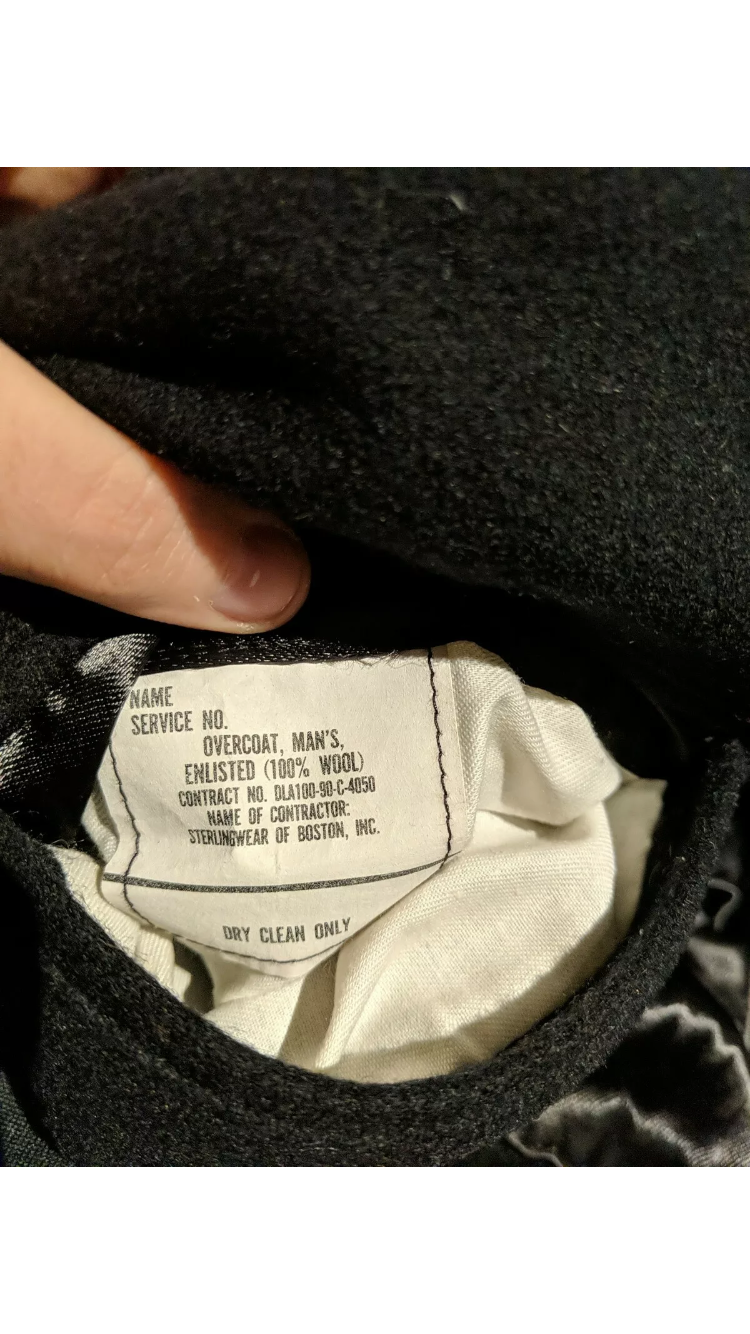 NAME
SERVICE NO.
OVERCOAT, MAN'S,
ENLISTED (100% WOOL)
CONTRACT NO. DLA100-90-C-4050
NAME OF CONTRACTOR:
STERLINGWEAR OF BOSTON, INC.
DRY CLEAN ONLY